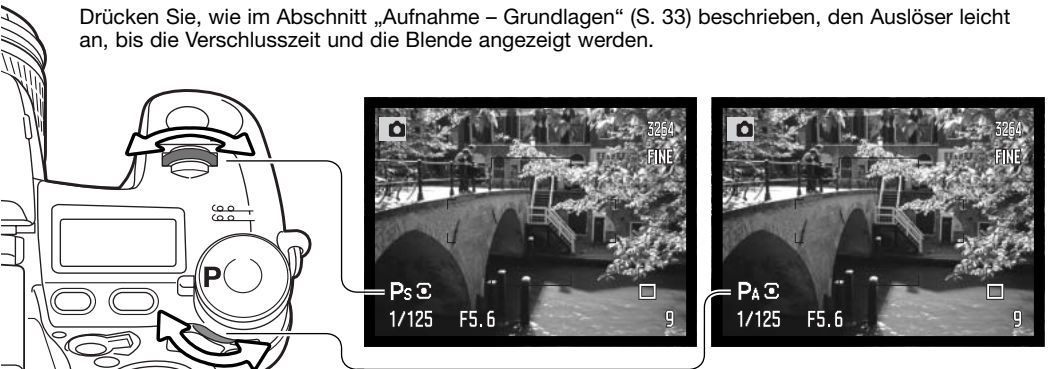 Drücken Sie, wie im Abschnitt „Aufnahme – Grundlagen“ (S. 33) beschrieben, den Auslöser leicht
an, bis die Verschlusszeit und die Blende angezeigt werden.
P
3264
FINE
Ps
1/125 F5.6 9
3264
FINE
PA
1/125 F5.6 9